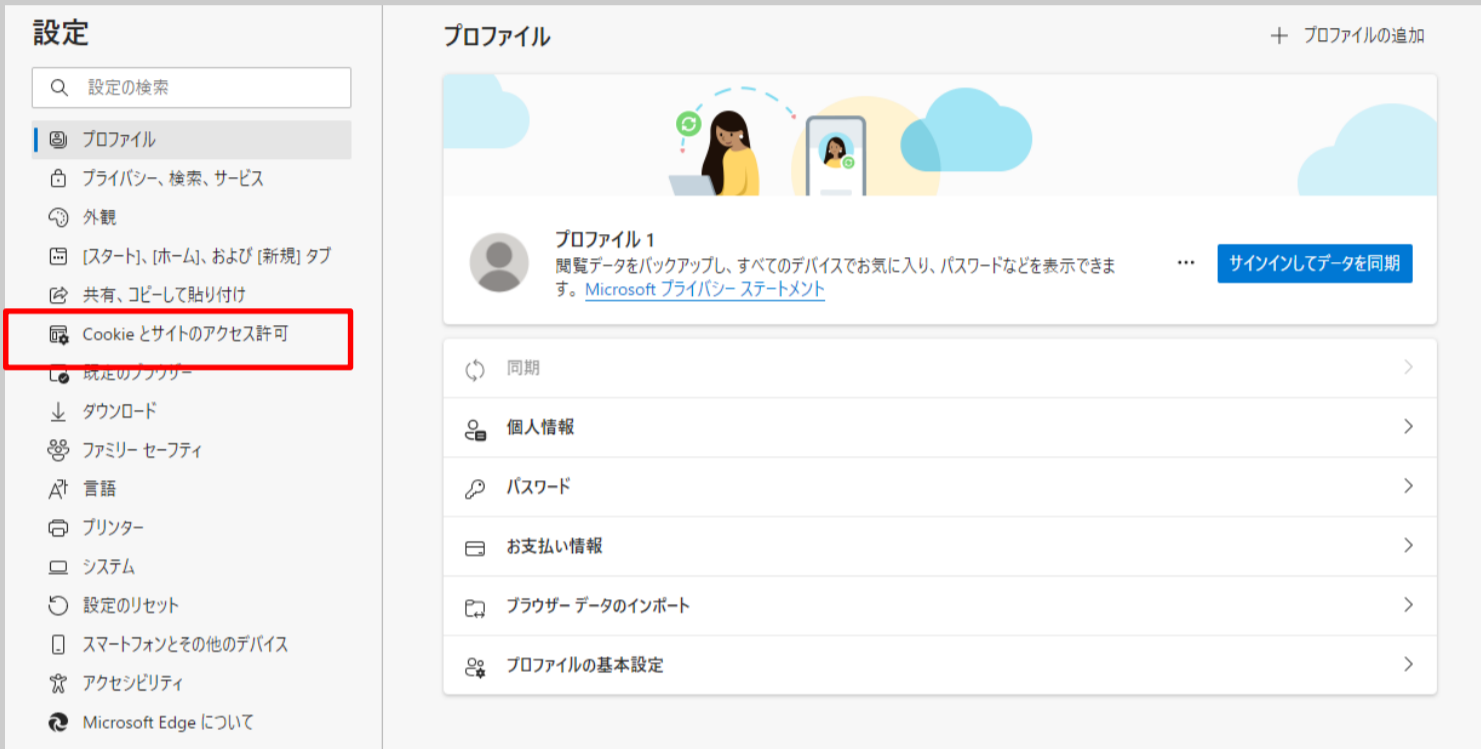 設定
設定の検索
プロファイル
プライバシー、検索、サービス
外観
[スタート]、[ホーム]、および [新規] タブ
共有、コピーして貼り付け
Cookie とサイトのアクセス許可
既定のブラウザー
ダウンロード
ファミリー セーフティ
言語
プリンター
システム
設定のリセット
スマートフォンとその他のデバイス
アクセシビリティ
Microsoft Edge について
プロファイル
プロファイルの追加
プロファイル 1
閲覧データをバックアップし、すべてのデバイスでお気に入り、パスワードなどを表示できま
す。 Microsoft プライバシー ステートメント
サインインしてデータを同期
同期
個人情報
パスワード
お支払い情報
ブラウザー データのインポート
プロファイルの基本設定